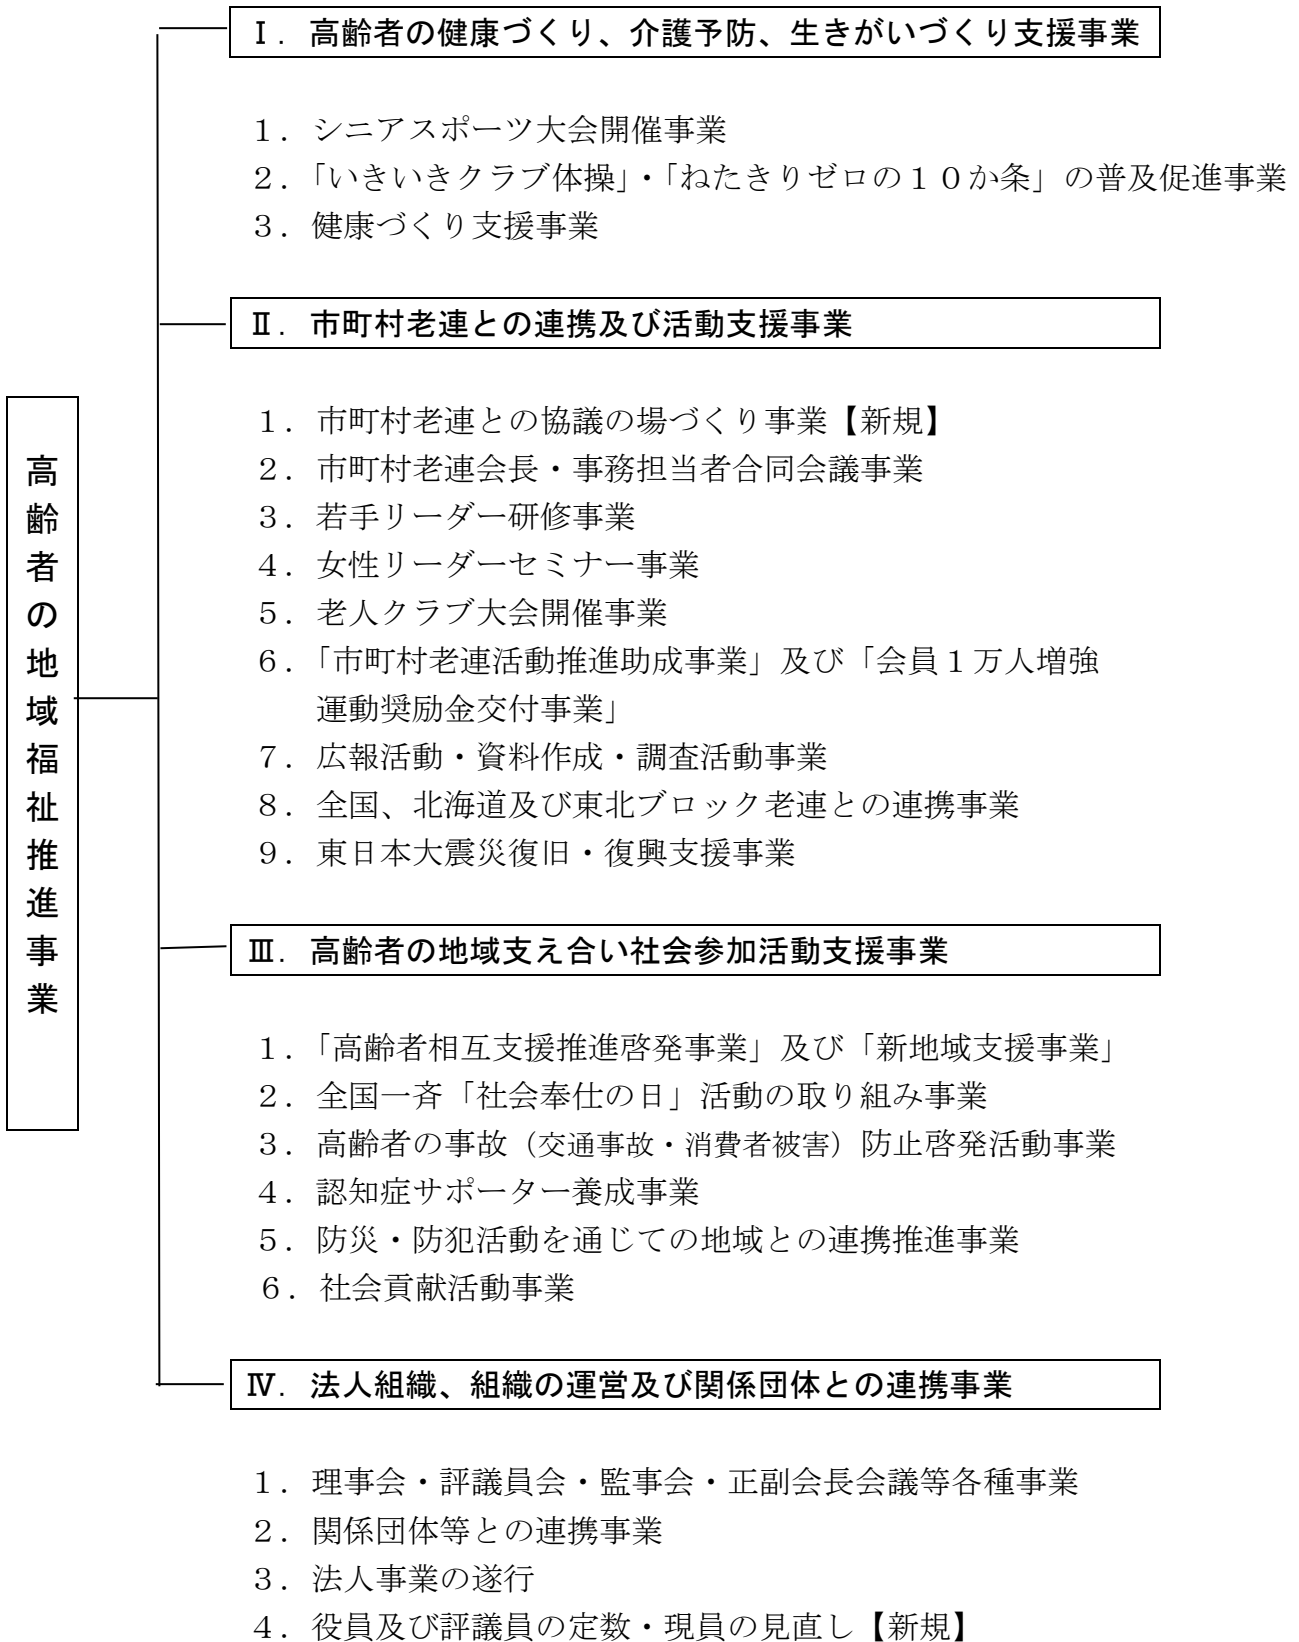 高齢者の地域福祉推進事業
Ⅰ．高齢者の健康づくり、介護予防、生きがいづくり支援事業
１．シニアスポーツ大会開催事業
２．「いきいきクラブ体操」・「ねたきりゼロの１０か条」の普及促進事業
３．健康づくり支援事業
Ⅱ．市町村老連との連携及び活動支援事業
１．市町村老連との協議の場づくり事業【新規】
２．市町村老連会長・事務担当者合同会議事業
３．若手リーダー研修事業
４．女性リーダーセミナー事業
５．老人クラブ大会開催事業
６．「市町村老連活動推進助成事業」及び「会員１万人増強
運動奨励金交付事業」
７．広報活動・資料作成・調査活動事業
８．全国、北海道及び東北ブロック老連との連携事業
９．東日本大震災復旧・復興支援事業
Ⅲ．高齢者の地域支え合い社会参加活動支援事業
１．「高齢者相互支援推進啓発事業」及び「新地域支援事業」
２．全国一斉「社会奉仕の日」活動の取り組み事業
３．高齢者の事故（交通事故・消費者被害）防止啓発活動事業
４．認知症サポーター養成事業
５．防災・防犯活動を通じての地域との連携推進事業
６．社会貢献活動事業
Ⅳ．法人組織、組織の運営及び関係団体との連携事業
１．理事会・評議員会・監事会・正副会長会議等各種事業
２．関係団体等との連携事業
３．法人事業の遂行
４．役員及び評議員の定数・現員の見直し【新規】